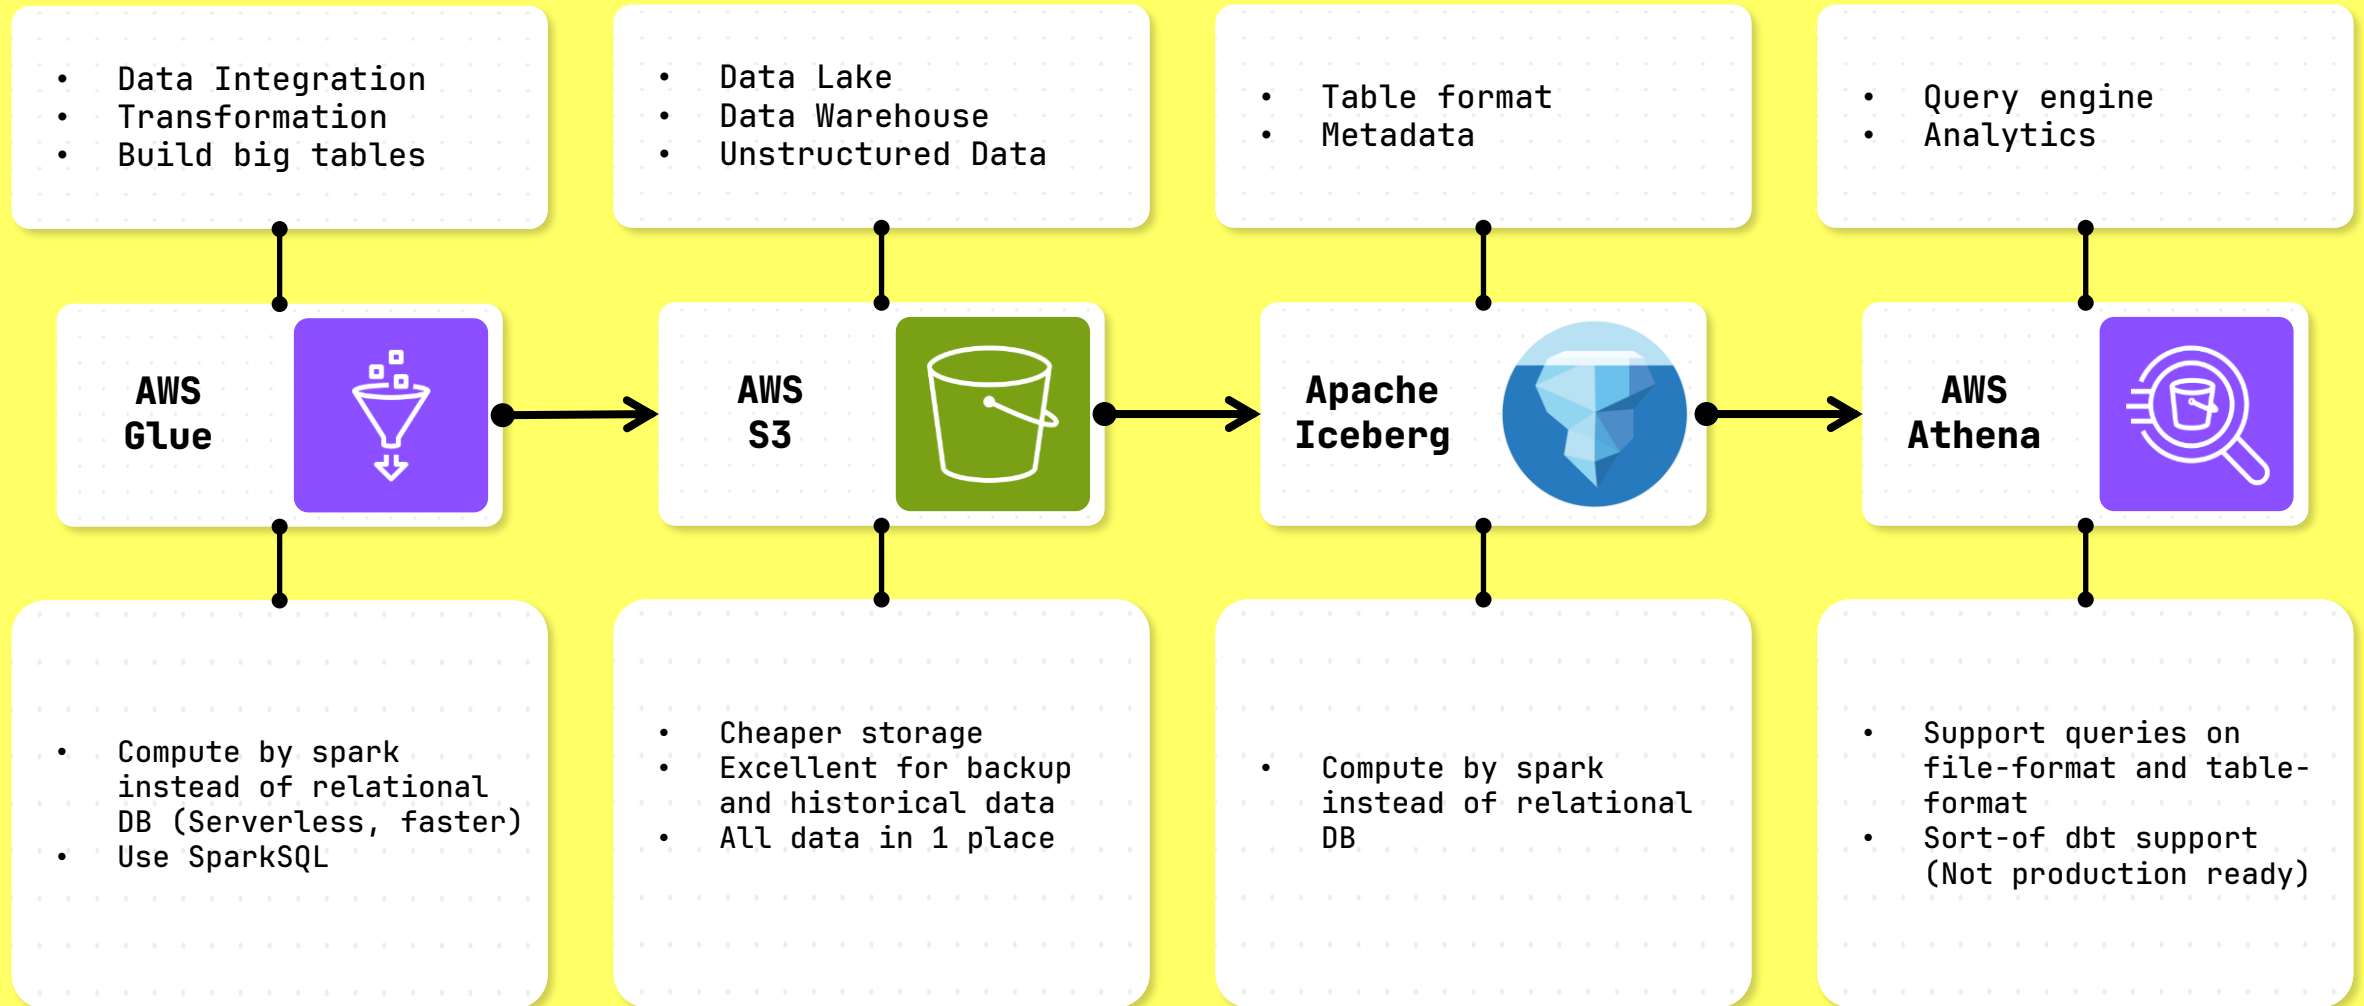 • Data Integration
• Transformation
• Build big tables
• Data Lake
• Data Warehouse
• Unstructured Data
• Table format
• Metadata
• Query engine
• Analytics
AWS
Glue
AWS
S3
Apache
Iceberg
AWS
Athena
• Compute by spark
instead of relational
DB (Serverless, faster)
• Use SparkSQL
• Cheaper storage
• Excellent for backup
and historical data
• All data in 1 place
• Compute by spark
instead of relational
DB
• Support queries on
file-format and table-
format
• Sort-of dbt support
(Not production ready)